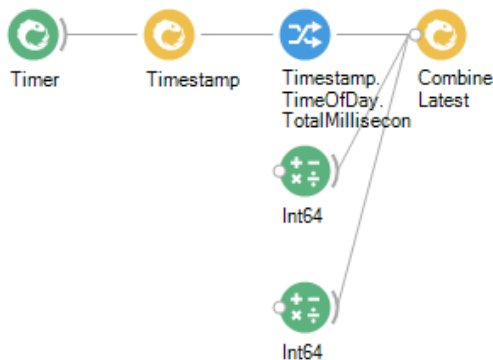 Timer
Timestamp
Timestamp.
TimeOfDay.
TotalMillisecon
Combine
Latest
Int64
Int64